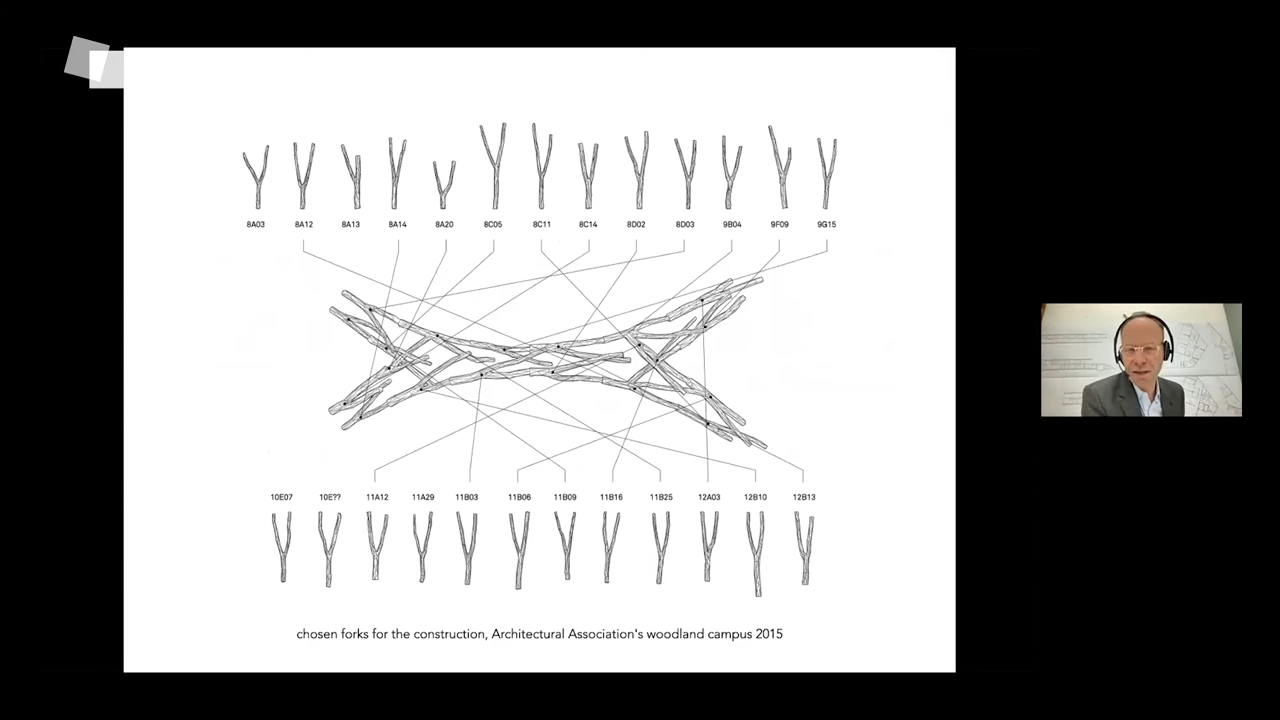 8A03 8A12 8A13 8A14 8A20 8C05 8C11 8C14 8D02 8D03 9B04 9F09 9G15
10E07 10E?? 11A12 11A29 11B03 11B06 11B09 11B16 11B25 12A03 12B10 12B13
chosen forks for the construction, Architectural Association's woodland campus 2015